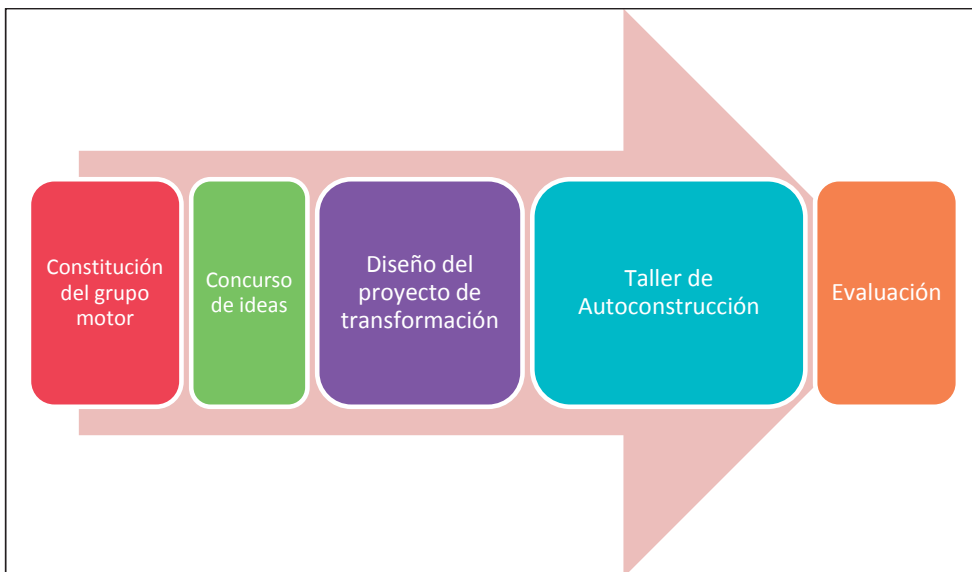 Constitución
del grupo
motor
Concurso
de ideas
Diseño del
proyecto de
transformación
Taller de
Autoconstrucción
Evaluación